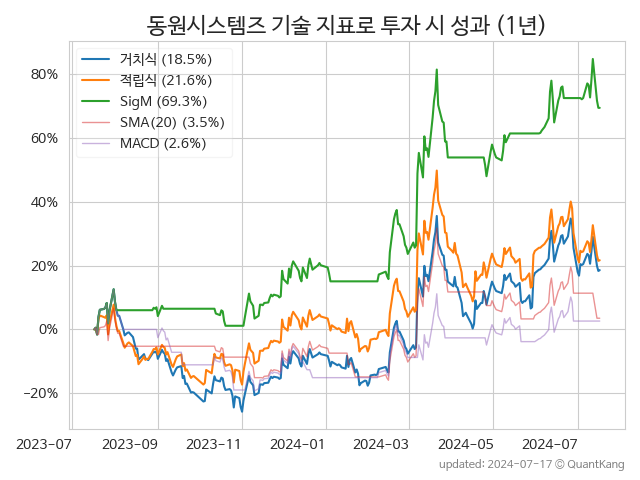 동원시스템즈 기술 지표로 투자 시 성과 (1년)
거치식 (18.5%)
적립식 (21.6%)
SigM (69.3%)
SMA(20) (3.5%)
MACD (2.6%)
80%
60%
40%
20%
0%
−20%
2023−07 2023−09 2023−11 2024−01 2024−03 2024−05 2024−07
updated: 2024-07-17 ⓒ QuantKang